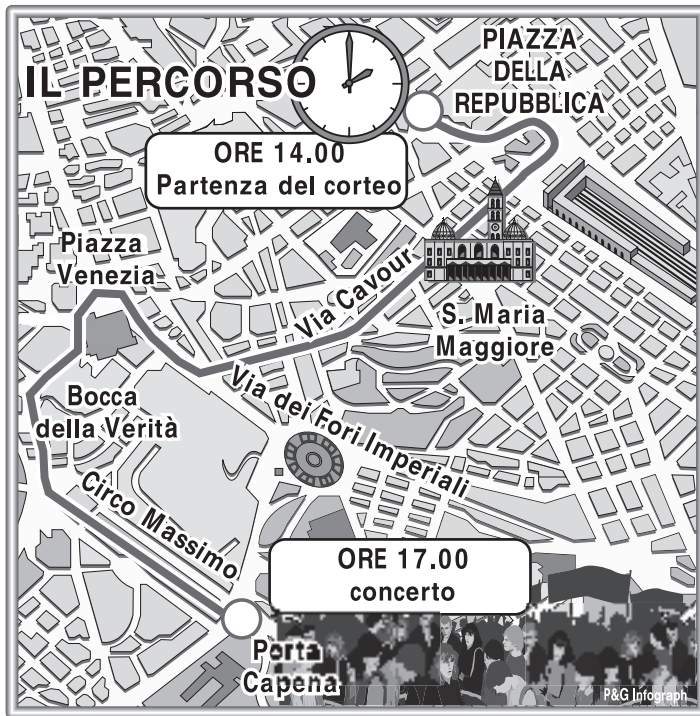 IL PERCORSO
PIAZZA
DELLA
REPUBBLICA
ORE 14.00
Partenza del corteo
Piazza
Venezia
Via Cavour
S. Maria
Maggiore
Bocca
della Verità
Via dei Fori Imperiali
Circo Massimo
ORE 17.00
concerto
Porta
Capena
P&G Infograph